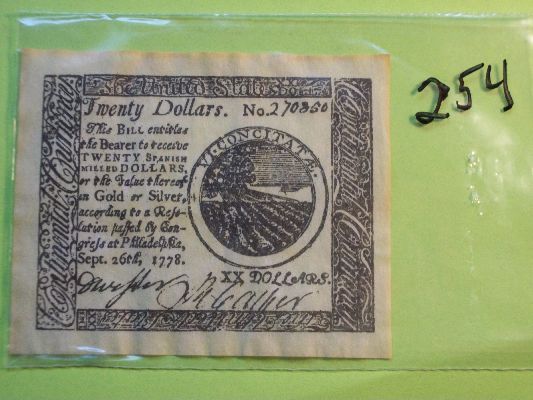 The United States
Continental Currency
Twenty Dollars. No. 270350
254
This BILL entitles
the Bearer to receive
TWENTY SPANISH
MILLED DOLLARS,
or the Value thereof
in Gold or Silver,
according to a Reso-
lution passed by Con-
gress at Philadelphia,
Sept. 26th, 1778.
VI CONCITATÆ.
XX DOLLARS.